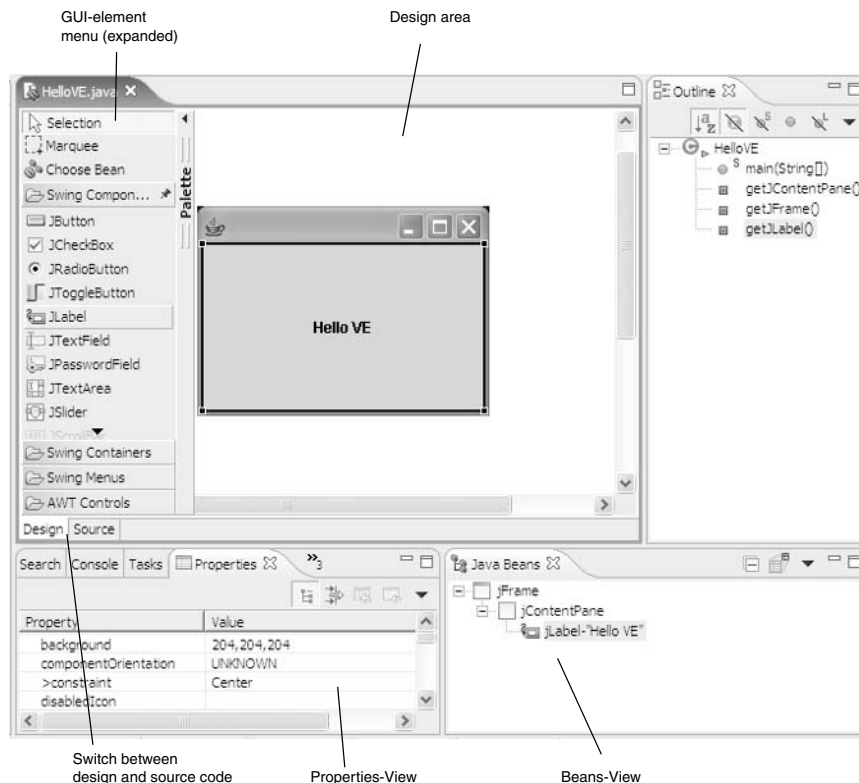 GUI-element
menu (expanded)
Design area
HelloVE.java
Outline
Selection
Marquee
Choose Bean
Swing Compon...
Palette
JButton
JCheckBox
JRadioButton
JToggleButton
JLabel
JTextField
JPasswordField
JTextArea
JSlider
JScrollBar
Swing Containers
Swing Menus
AWT Controls
Hello VE
HelloVE
S main(String[])
getJContentPane()
getJFrame()
getJLabel()
Design Source
Search Console Tasks Properties »3
Property Value
background 204,204,204
componentOrientation UNKNOWN
>constraint Center
disabledIcon
Java Beans
jFrame
jContentPane
jLabel-"Hello VE"
Switch between
design and source code
Properties-View
Beans-View